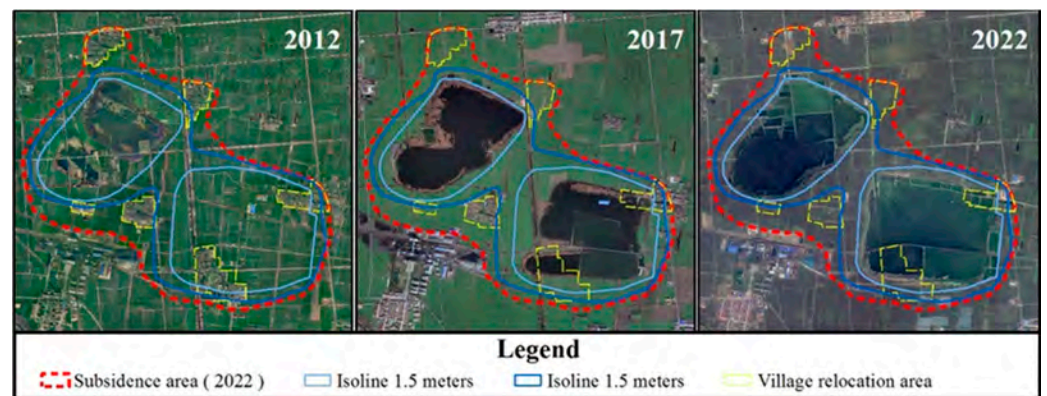 2012
2017
2022
Legend
Subsidence area ( 2022 )
Isoline 1.5 meters
Isoline 1.5 meters
Village relocation area